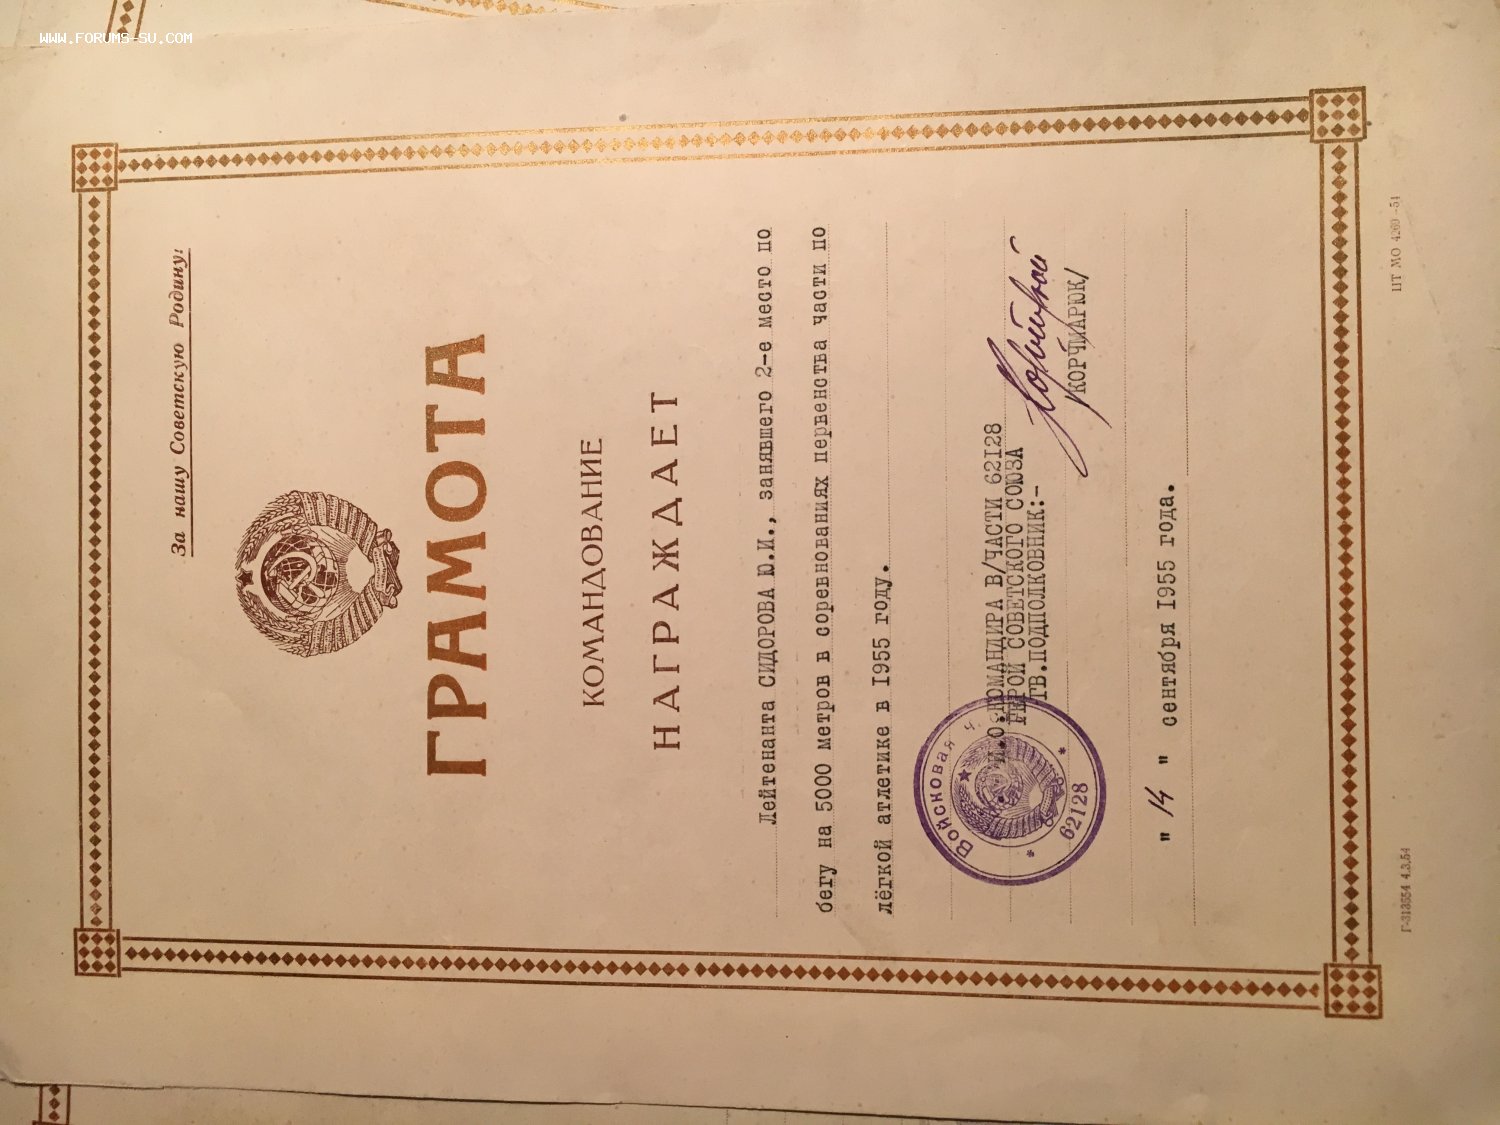 WWW.FORUMS-SU.COM
За нашу Советскую Родину!
ГРАМОТА
КОМАНДОВАНИЕ
НАГРАЖДАЕТ
Лейтенанта СИДОРОВА Ю.И., занявшего 2-е место по
бегу на 5000 метров в соревнованиях первенства части по
лёгкой атлетике в 1955 году.
И.О.КОМАНДИРА В/ЧАСТИ 62128
ГЕРОЙ СОВЕТСКОГО СОЮЗА
ГВ.ПОДПОЛКОВНИК:-
/КОРЧМАРЮК/
Войсковая ч.
* 62128 *
" 14 " сентября 1955 года.
Г-313554 4.3.54
ЦТ МО 4260-54